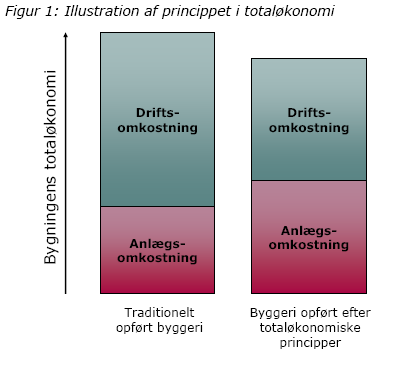 Figur 1: Illustration af princippet i totaløkonomi
Bygningens totaløkonomi
Drifts-
omkostning
Anlægs-
omkostning
Drifts-
omkostning
Anlægs-
omkostning
Traditionelt
opført byggeri
Byggeri opført efter
totaløkonomiske
principper